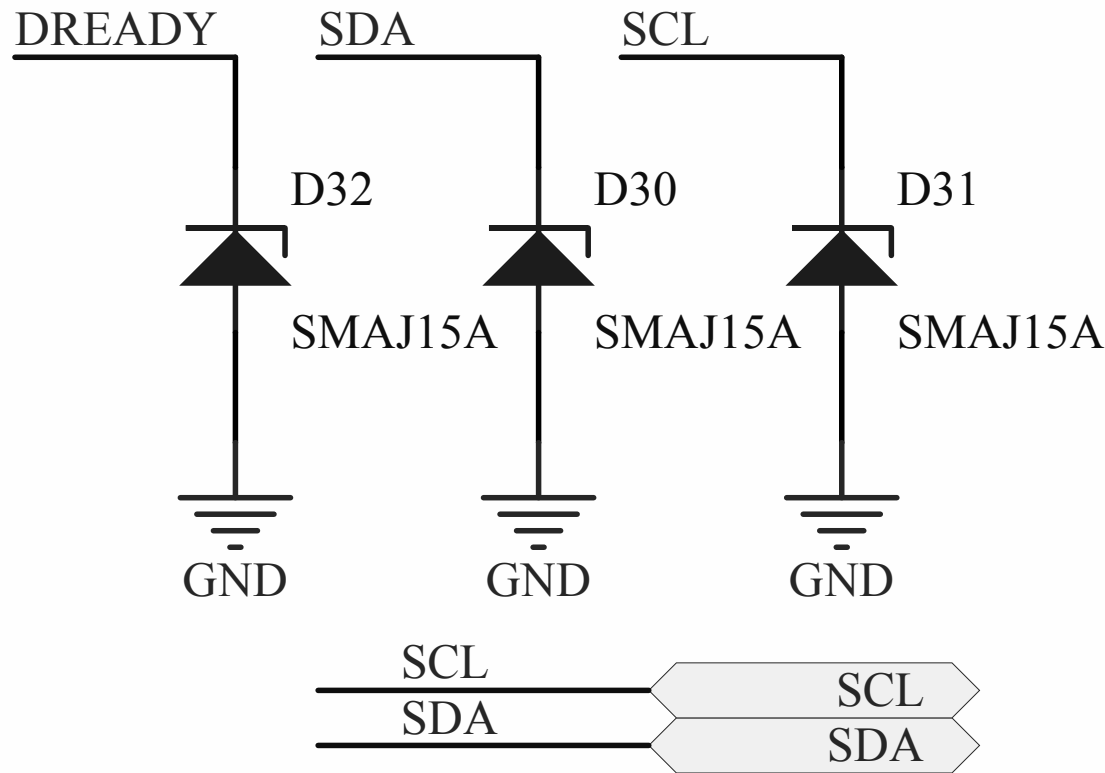 DREADY SDA SCL
D32 D30 D31
SMAJ15A SMAJ15A SMAJ15A
GND GND GND
SCL SCL
SDA SDA